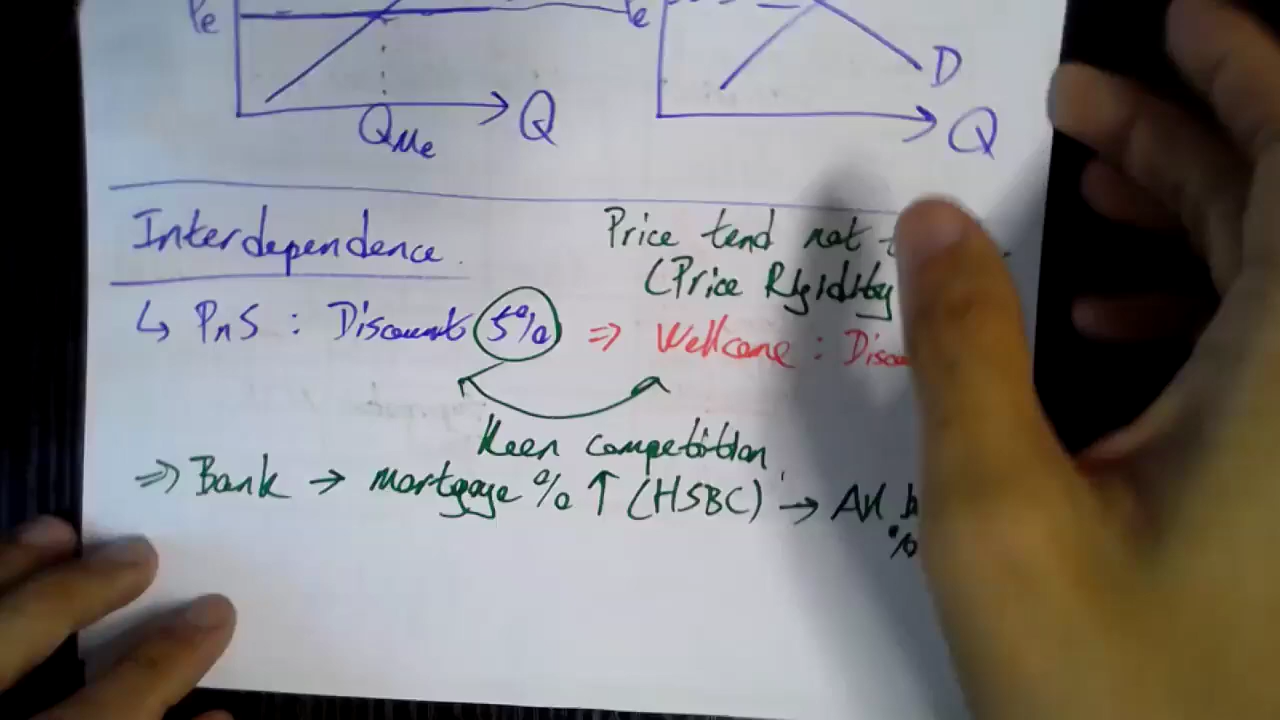 Pe
Pe
D
Q
Q
QMe
Interdependence.
Price tend not
(Price Rigidity
↳ PnS : Discount 5% ⇒ Wellcome :
Keen competition
⇒ Bank → mortgage % ↑ (HSBC) → All
%